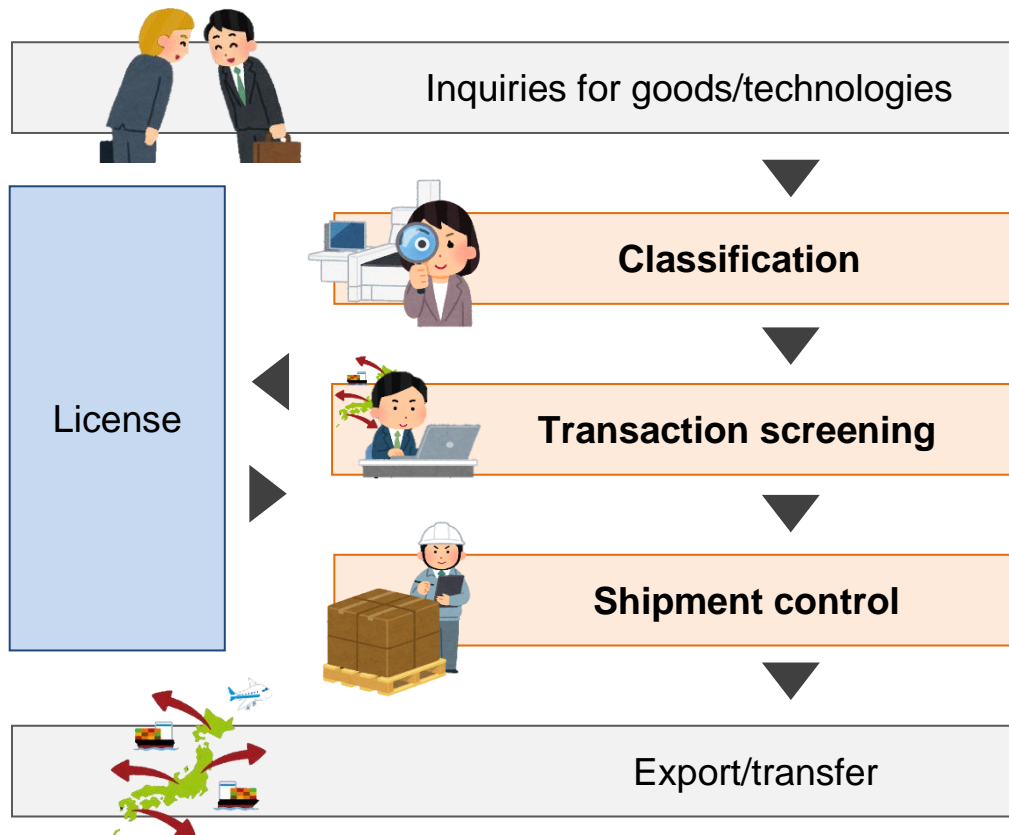 Inquiries for goods/technologies
Classification
License
Transaction screening
Shipment control
Export/transfer